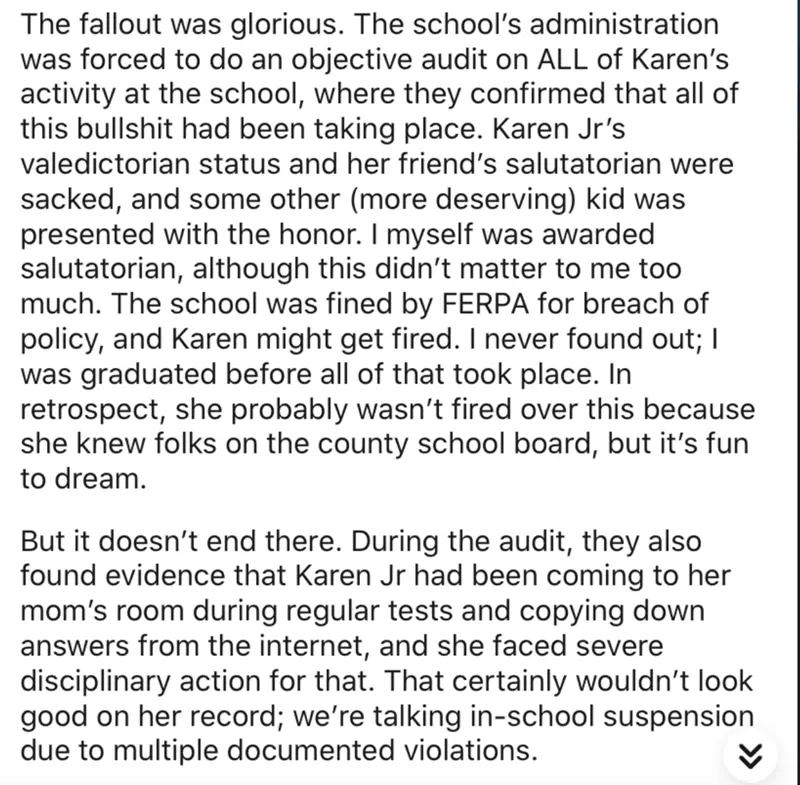 The fallout was glorious. The school’s administration
was forced to do an objective audit on ALL of Karen’s
activity at the school, where they confirmed that all of
this bullshit had been taking place. Karen Jr’s
valedictorian status and her friend’s salutatorian were
sacked, and some other (more deserving) kid was
presented with the honor. I myself was awarded
salutatorian, although this didn’t matter to me too
much. The school was fined by FERPA for breach of
policy, and Karen might get fired. I never found out; I
was graduated before all of that took place. In
retrospect, she probably wasn’t fired over this because
she knew folks on the county school board, but it’s fun
to dream.
But it doesn’t end there. During the audit, they also
found evidence that Karen Jr had been coming to her
mom’s room during regular tests and copying down
answers from the internet, and she faced severe
disciplinary action for that. That certainly wouldn’t look
good on her record; we’re talking in-school suspension
due to multiple documented violations.